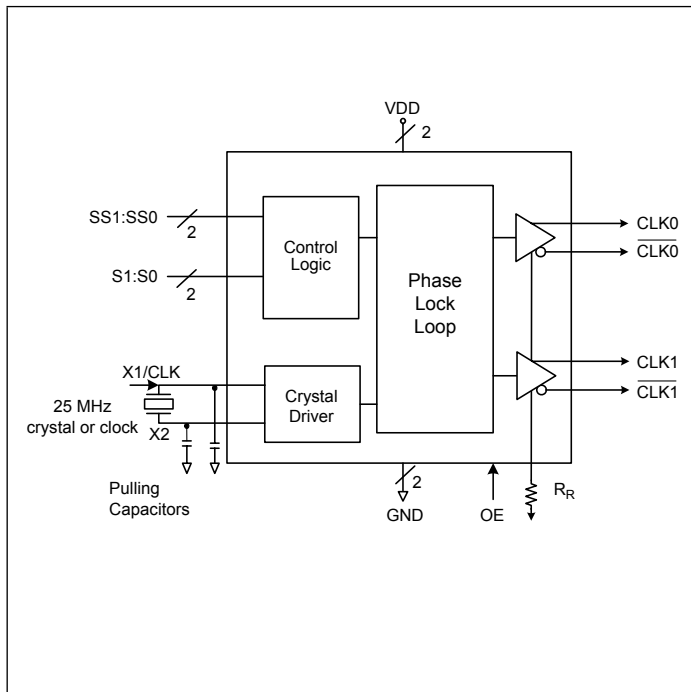 VDD
2
SS1:SS0
2
S1:S0
2
Control
Logic
Phase
Lock
Loop
CLK0
CLK0
CLK1
CLK1
X1/CLK
25 MHz
crystal or clock
X2
Crystal
Driver
Pulling
Capacitors
2
GND
OE
RR